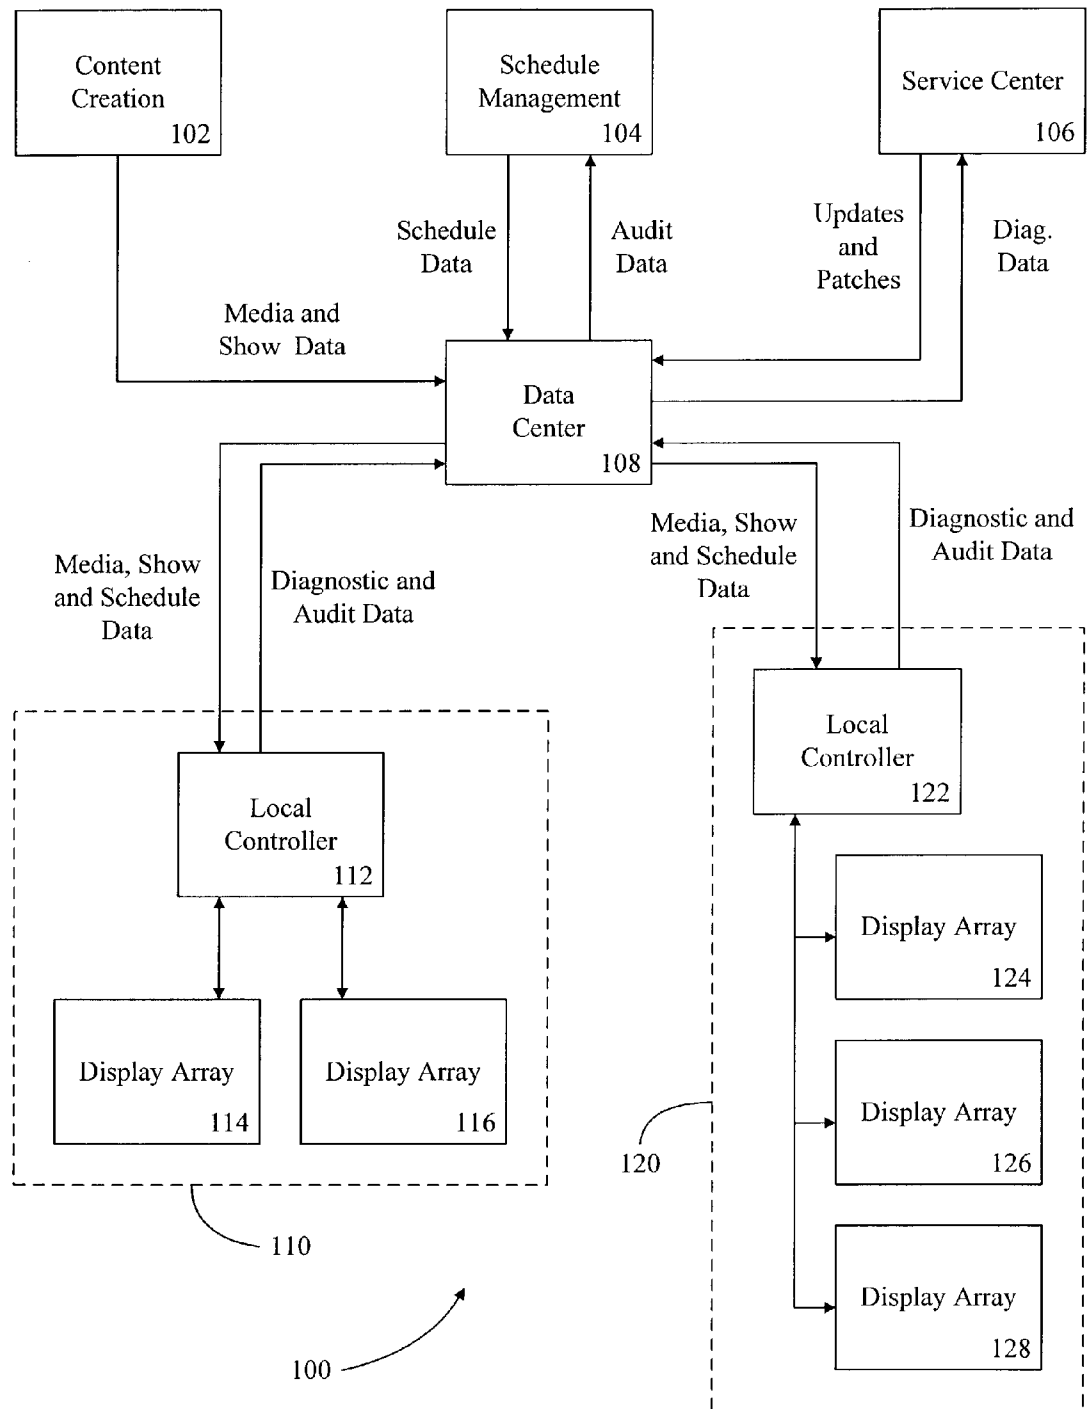 Content
Creation
102
Schedule
Management
104
Service Center
106
Schedule
Data
Audit
Data
Updates
and
Patches
Diag.
Data
Media and
Show Data
Data
Center
108
Media, Show
and Schedule
Data
Diagnostic and
Audit Data
Media, Show
and Schedule
Data
Diagnostic and
Audit Data
Local
Controller
112
Local
Controller
122
Display Array
114
Display Array
116
Display Array
124
Display Array
126
Display Array
128
120
110
100